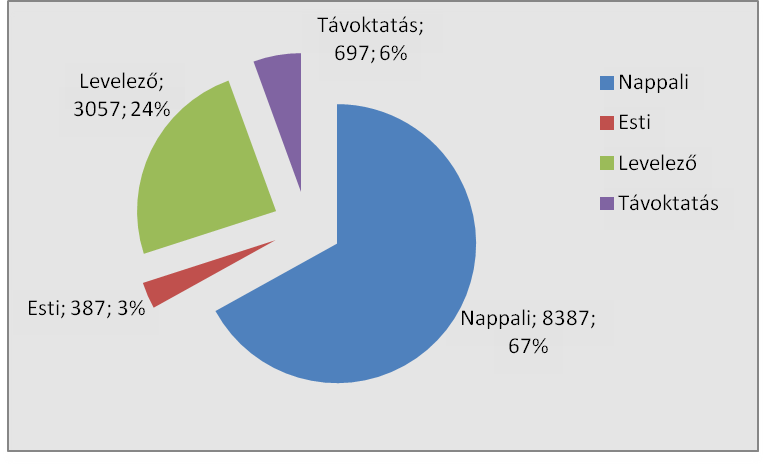 Távoktatás;
697; 6%
Levelező;
3057; 24%
Esti; 387; 3%
Nappali; 8387;
67%
Nappali
Esti
Levelező
Távoktatás